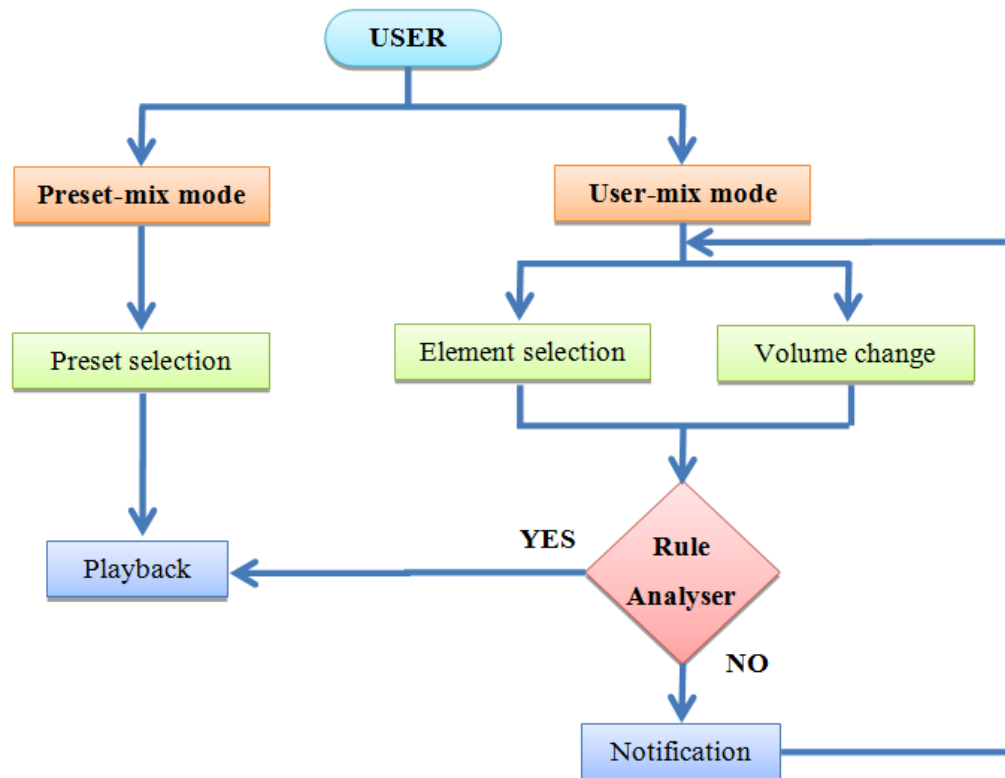 USER
Preset-mix mode
User-mix mode
Preset selection
Element selection
Volume change
YES
Rule
Analyser
Playback
NO
Notification